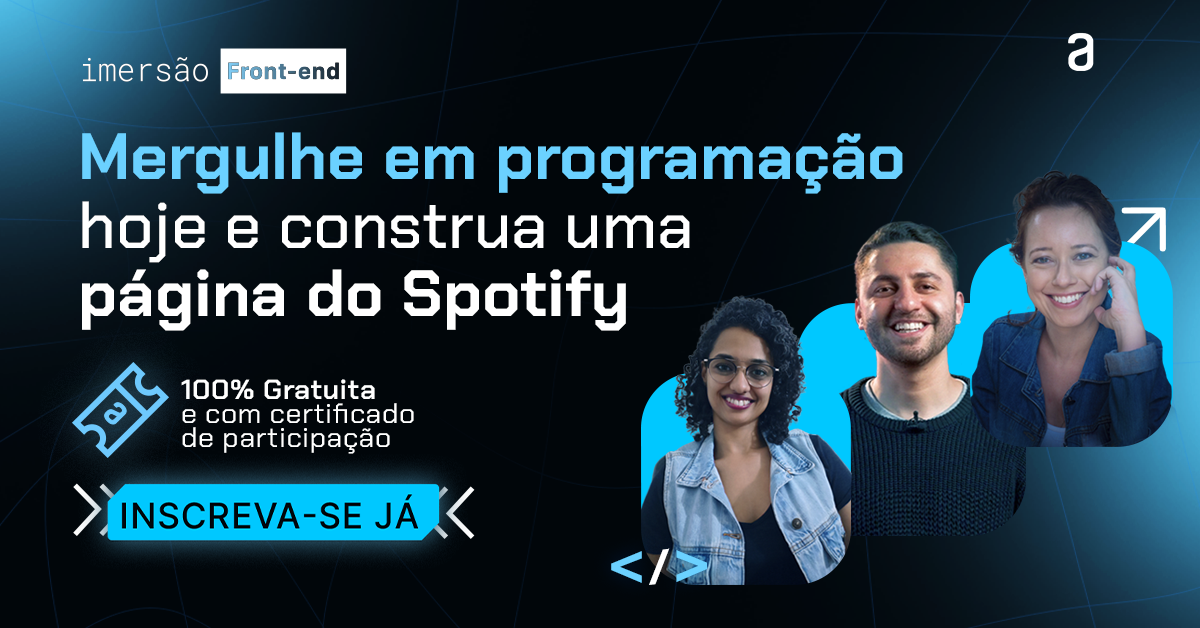 imersão Front-end
a
Mergulhe em programação
hoje e construa uma
página do Spotify
a
100% Gratuita
e com certificado
de participação
INSCREVA-SE JÁ
</>